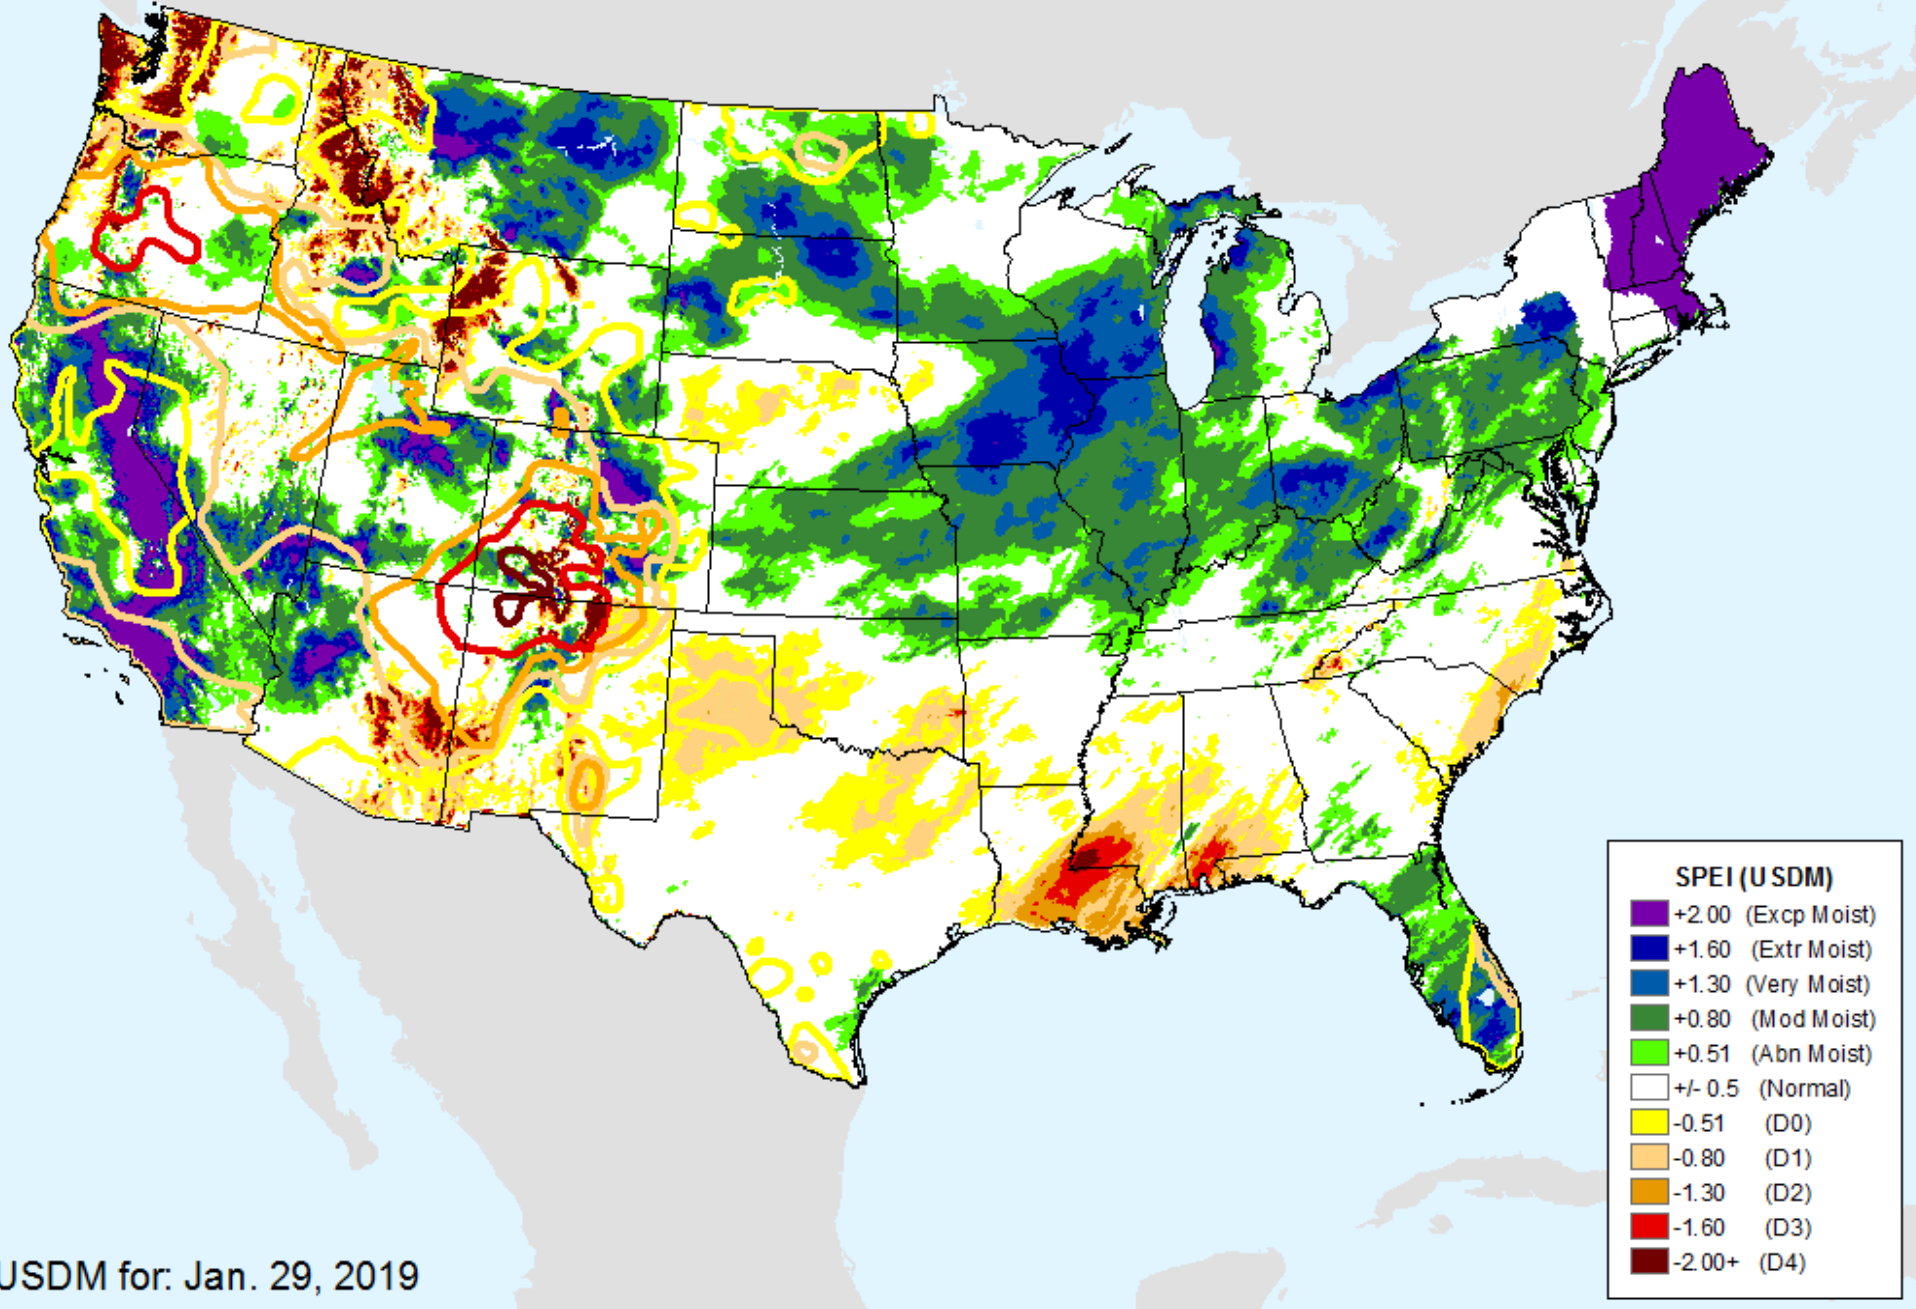 SPEI (USDM)
+2.00 (Excp Moist)
+1.60 (Extr Moist)
+1.30 (Very Moist)
+0.80 (Mod Moist)
+0.51 (Abn Moist)
+/- 0.5 (Normal)
-0.51 (D0)
-0.80 (D1)
-1.30 (D2)
-1.60 (D3)
-2.00+ (D4)
USDM for: Jan. 29, 2019